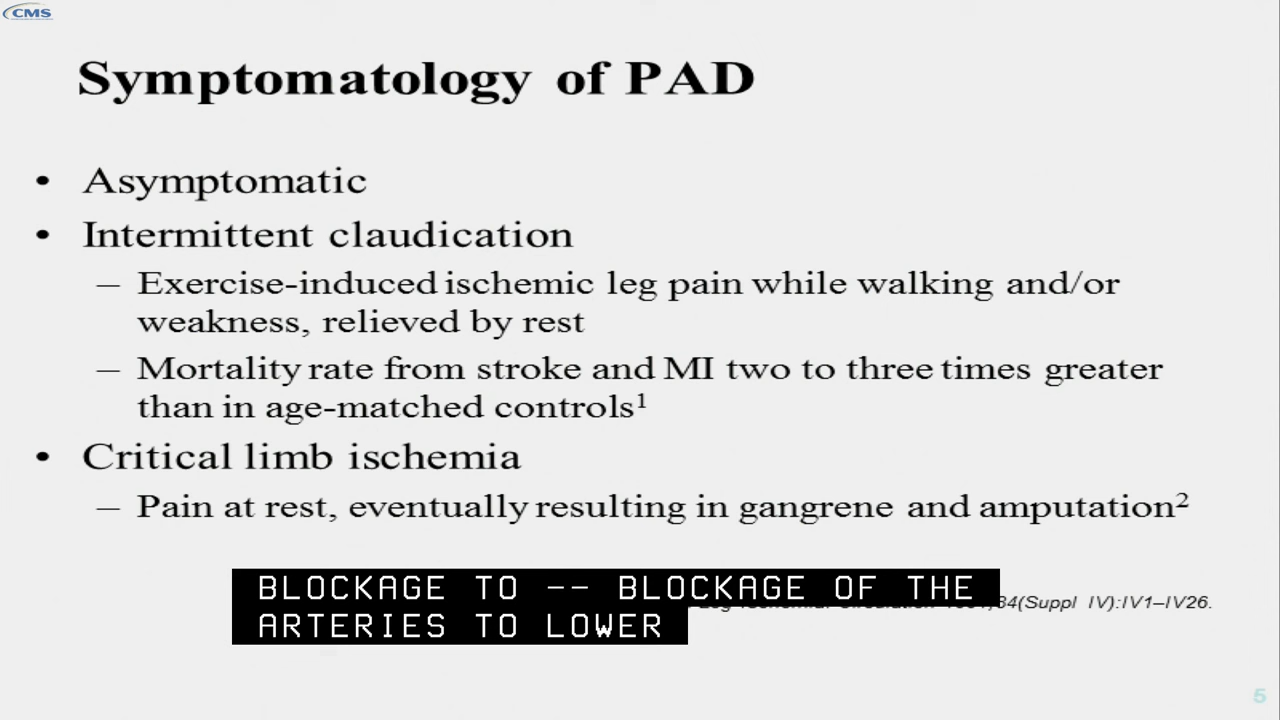 CMS
Symptomatology of PAD
• Asymptomatic
• Intermittent claudication
– Exercise-induced ischemic leg pain while walking and/or
weakness, relieved by rest
– Mortality rate from stroke and MI two to three times greater
than in age-matched controls1
• Critical limb ischemia
– Pain at rest, eventually resulting in gangrene and amputation2
BLOCKAGE TO -- BLOCKAGE OF THE
ARTERIES TO LOWER
(Suppl IV):IV1–IV26.
5